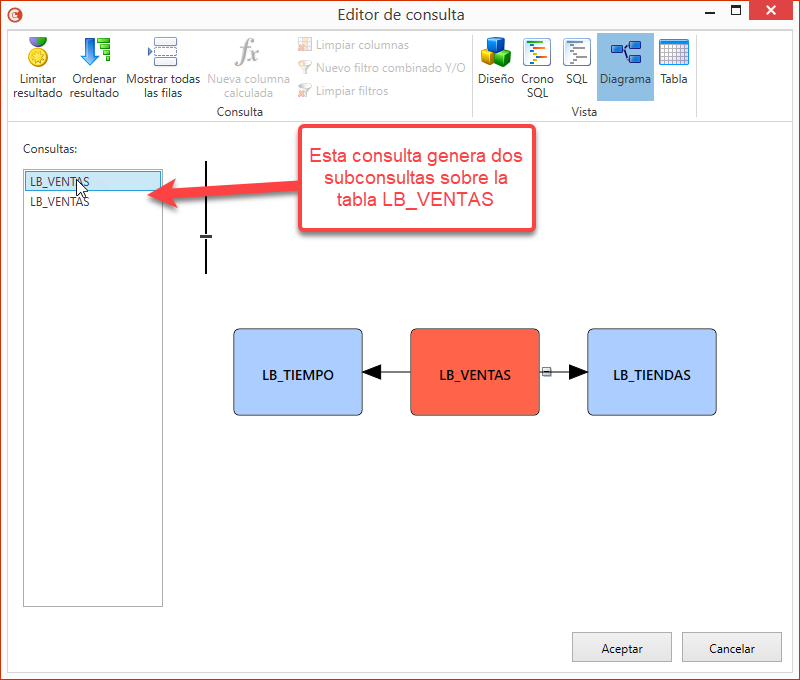 Editor de consulta
Limitar resultado
Ordenar resultado
Mostrar todas las filas
Nueva columna calculada
Limpiar columnas
Nuevo filtro combinado Y/O
Limpiar filtros
Consulta
Diseño
Crono SQL
SQL
Diagrama
Tabla
Vista
Consultas:
LB_VENTAS
LB_VENTAS
Esta consulta genera dos
subconsultas sobre la
tabla LB_VENTAS
LB_TIEMPO
LB_VENTAS
LB_TIENDAS
Aceptar
Cancelar